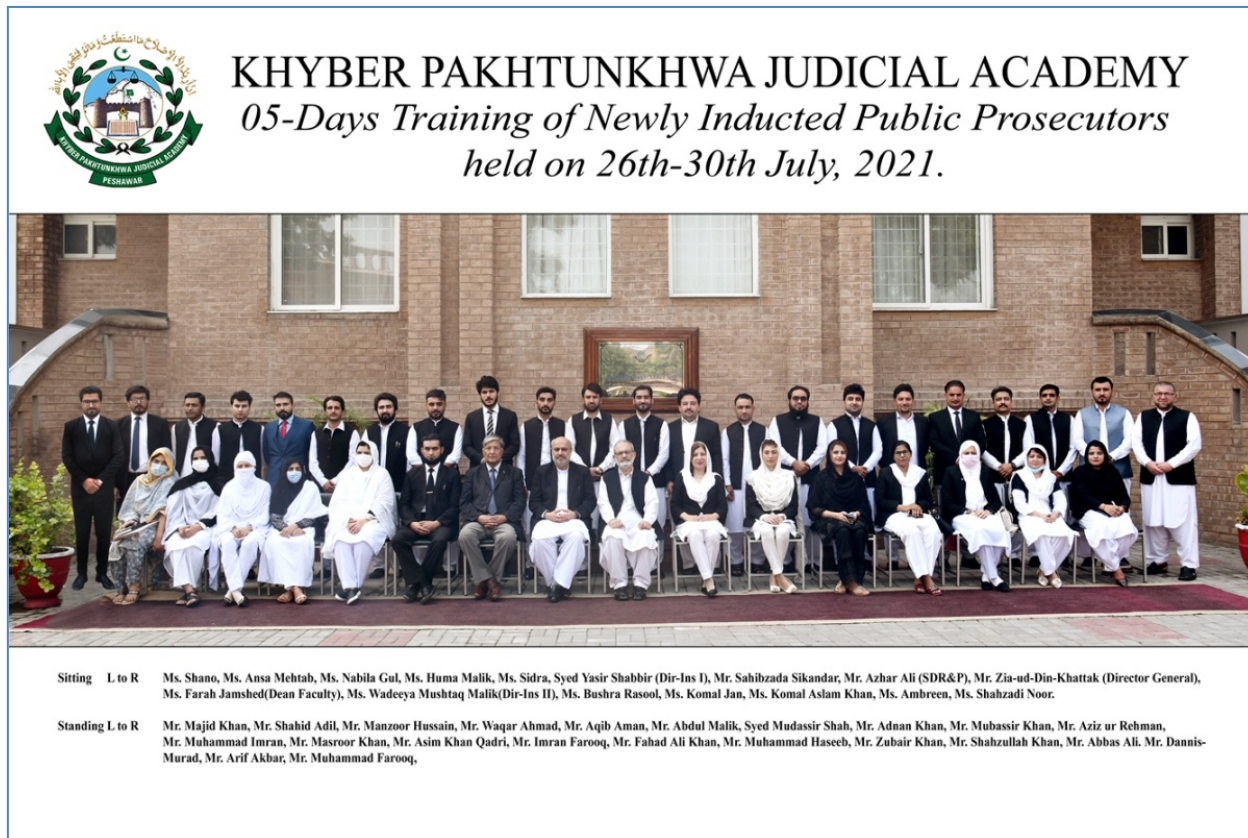 KHYBER PAKHTUNKHWA JUDICIAL ACADEMY
PESHAWAR
KHYBER PAKHTUNKHWA JUDICIAL ACADEMY
05-Days Training of Newly Inducted Public Prosecutors
held on 26th-30th July, 2021.
Sitting L to R Ms. Shano, Ms. Ansa Mehtab, Ms. Nabila Gul, Ms. Huma Malik, Ms. Sidra, Syed Yasir Shabbir (Dir-Ins I), Mr. Sahibzada Sikandar, Mr. Azhar Ali (SDR&P), Mr. Zia-ud-Din-Khattak (Director General),
Ms. Farah Jamshed(Dean Faculty), Ms. Wadeeya Mushtaq Malik(Dir-Ins II), Ms. Bushra Rasool, Ms. Komal Jan, Ms. Komal Aslam Khan, Ms. Ambreen, Ms. Shahzadi Noor.
Standing L to R Mr. Majid Khan, Mr. Shahid Adil, Mr. Manzoor Hussain, Mr. Waqar Ahmad, Mr. Aqib Aman, Mr. Abdul Malik, Syed Mudassir Shah, Mr. Adnan Khan, Mr. Mubassir Khan, Mr. Aziz ur Rehman,
Mr. Muhammad Imran, Mr. Masroor Khan, Mr. Asim Khan Qadri, Mr. Imran Farooq, Mr. Fahad Ali Khan, Mr. Muhammad Haseeb, Mr. Zubair Khan, Mr. Shahzullah Khan, Mr. Abbas Ali. Mr. Dannis-
Murad, Mr. Arif Akbar, Mr. Muhammad Farooq,